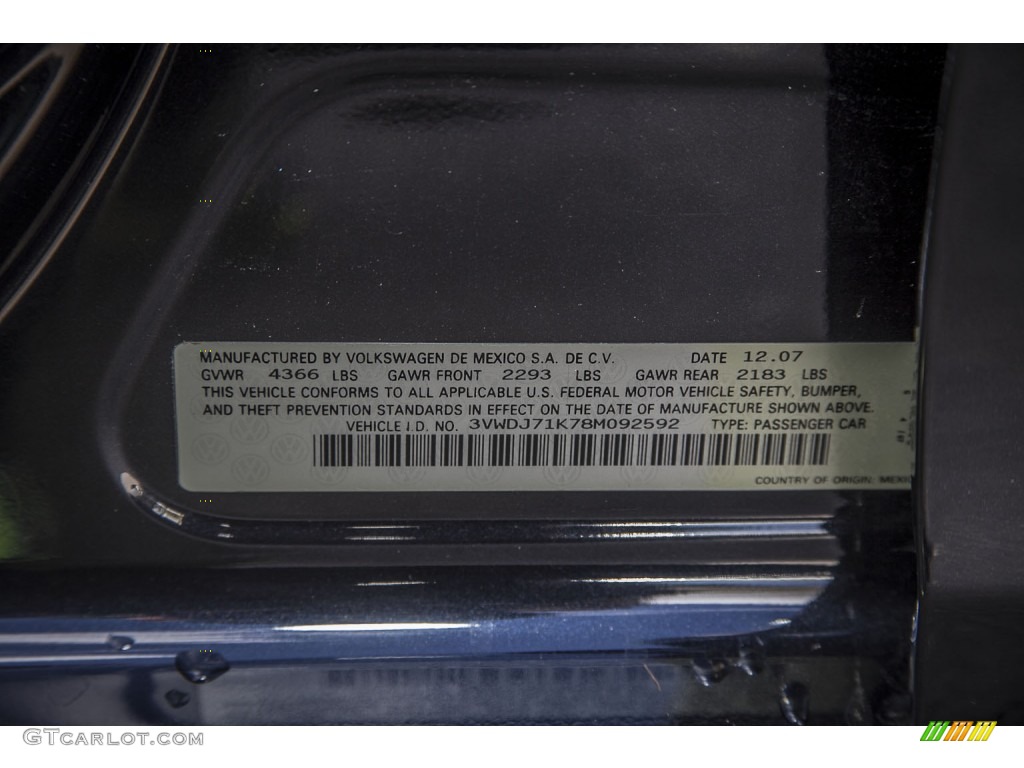 MANUFACTURED BY VOLKSWAGEN DE MEXICO S.A. DE C.V. DATE 12.07
GVWR 4366 LBS GAWR FRONT 2293 LBS GAWR REAR 2183 LBS
THIS VEHICLE CONFORMS TO ALL APPLICABLE U.S. FEDERAL MOTOR VEHICLE SAFETY, BUMPER,
AND THEFT PREVENTION STANDARDS IN EFFECT ON THE DATE OF MANUFACTURE SHOWN ABOVE.
VEHICLE I.D. NO. 3VWDJ71K78M092592 TYPE: PASSENGER CAR
COUNTRY OF ORIGIN: MEXIC
GTCARLOT.COM